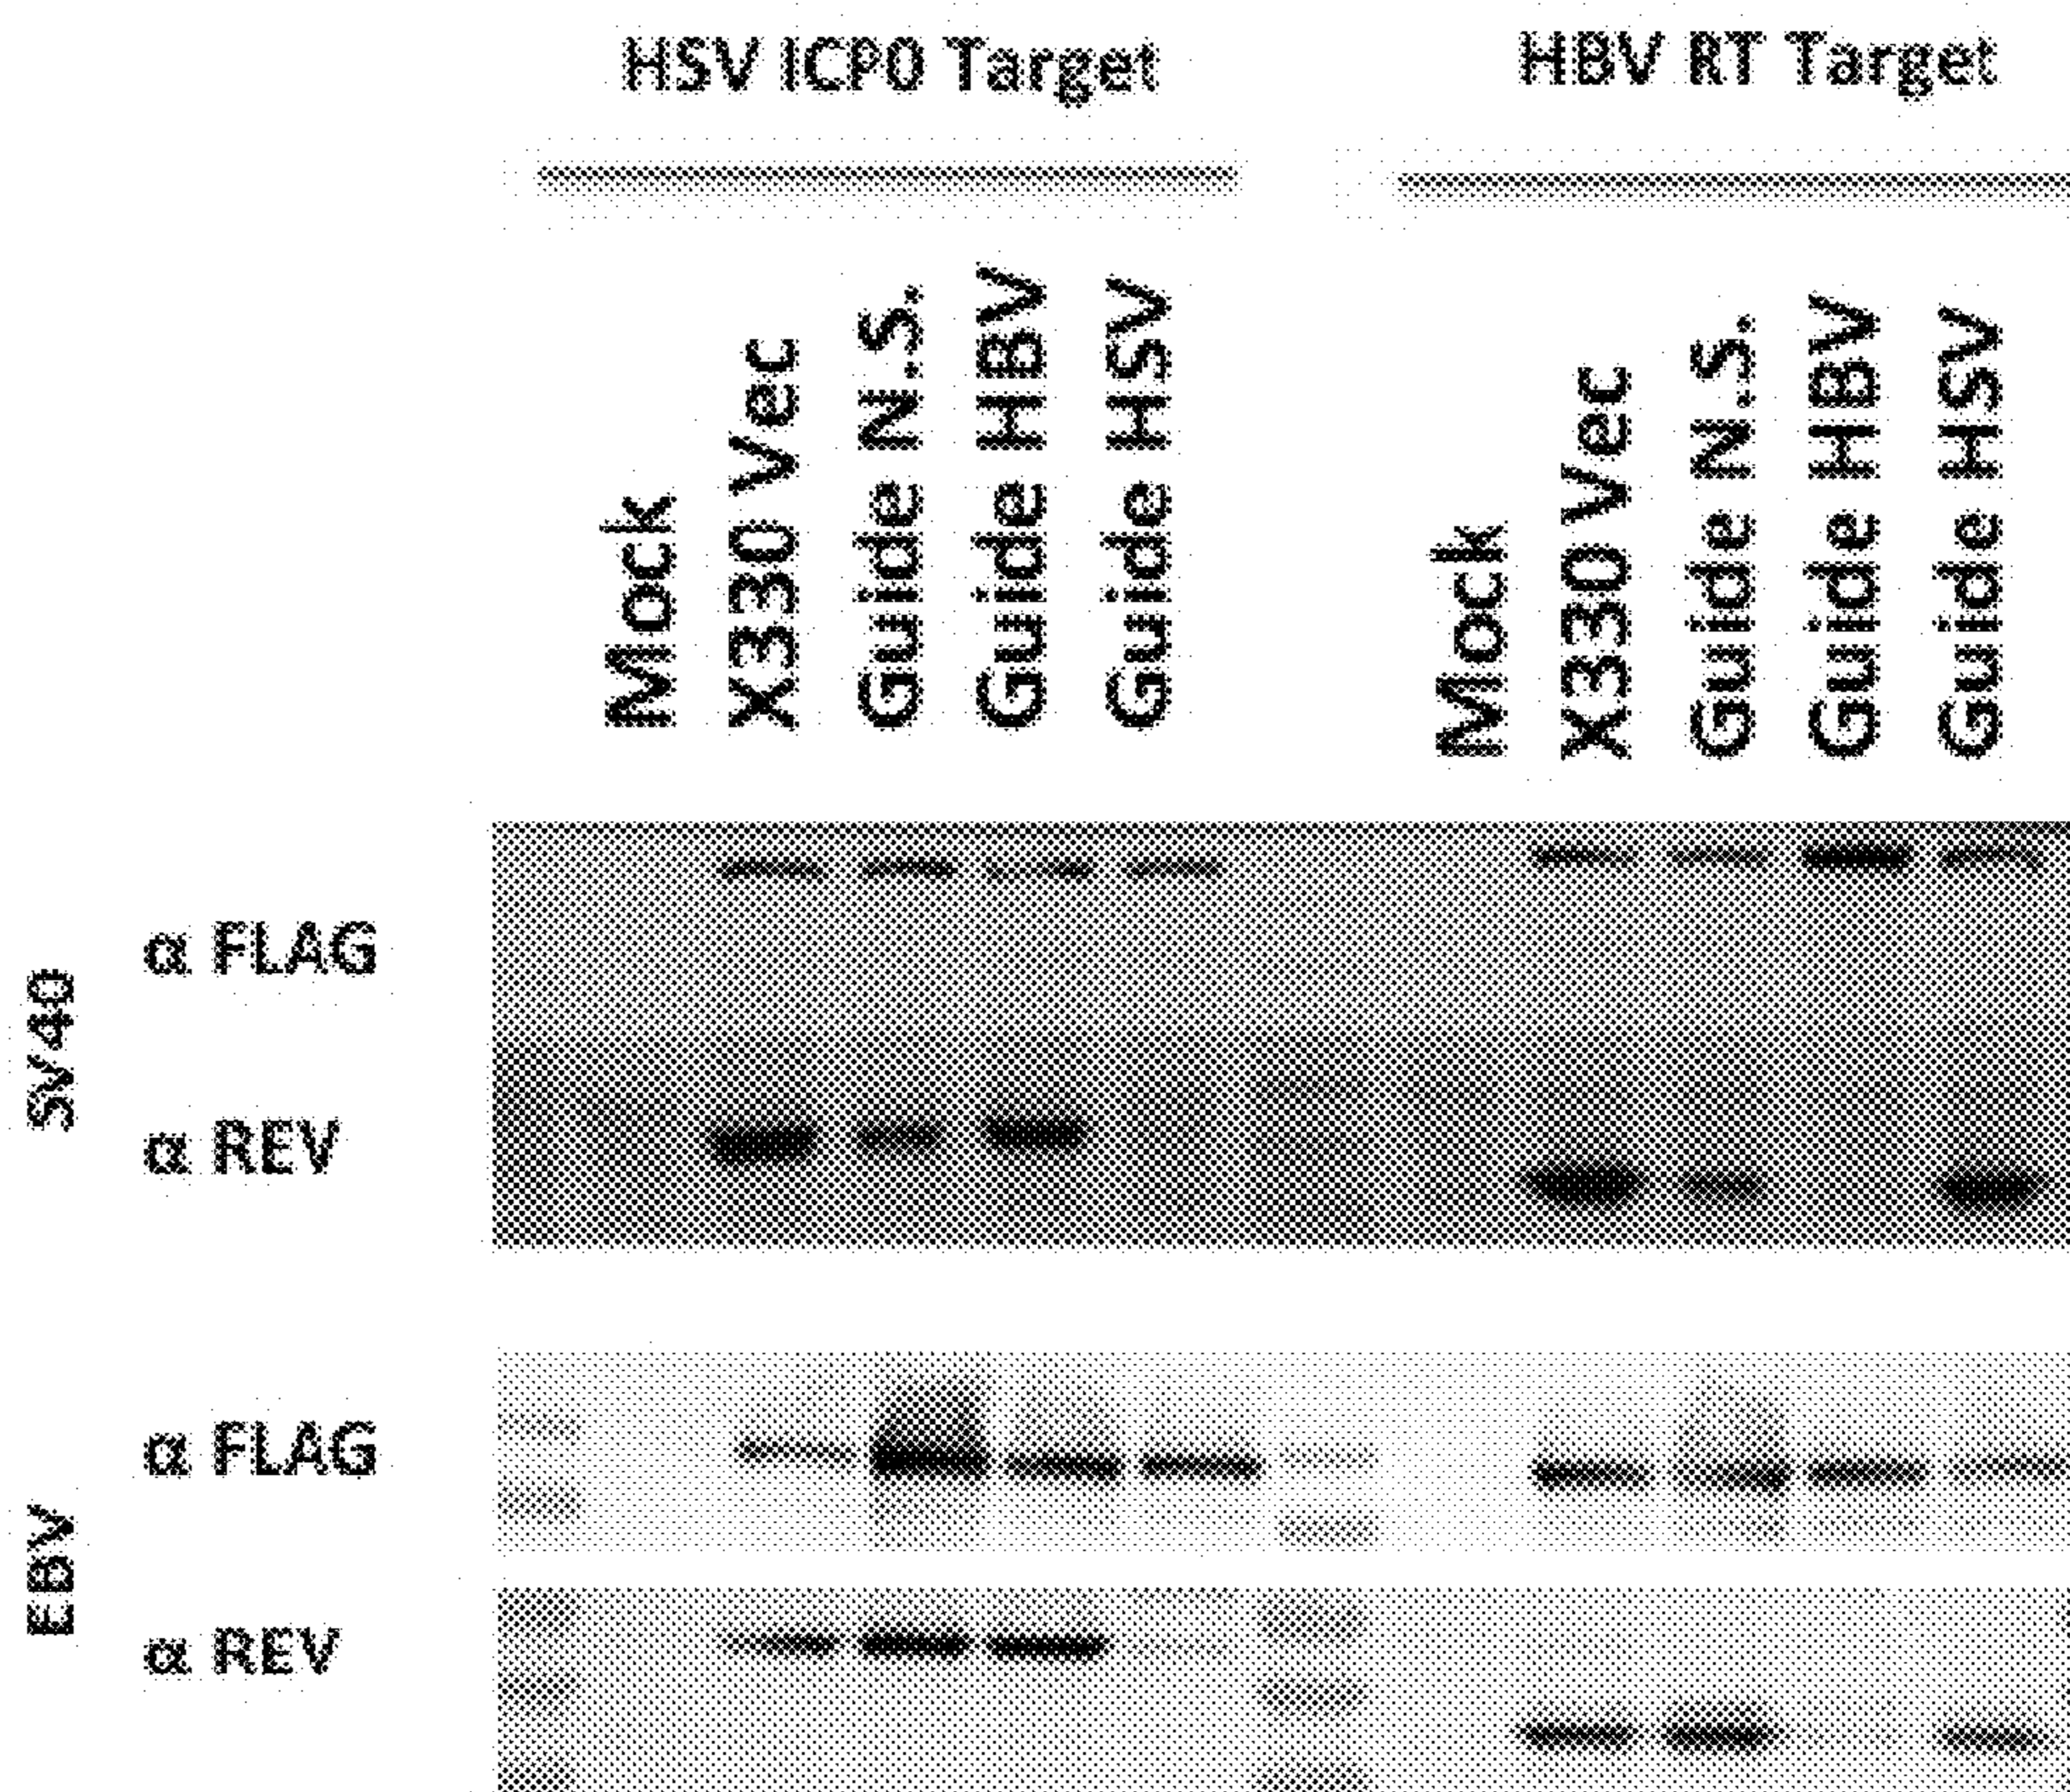 HSV ICP0 Target
HBV RT Target
Mock
X330 Vec
Guide N.S.
Guide HBV
Guide HSV
Mock
X330 Vec
Guide N.S.
Guide HBV
Guide HSV
SV40
α FLAG
α REV
EBV
α FLAG
α REV